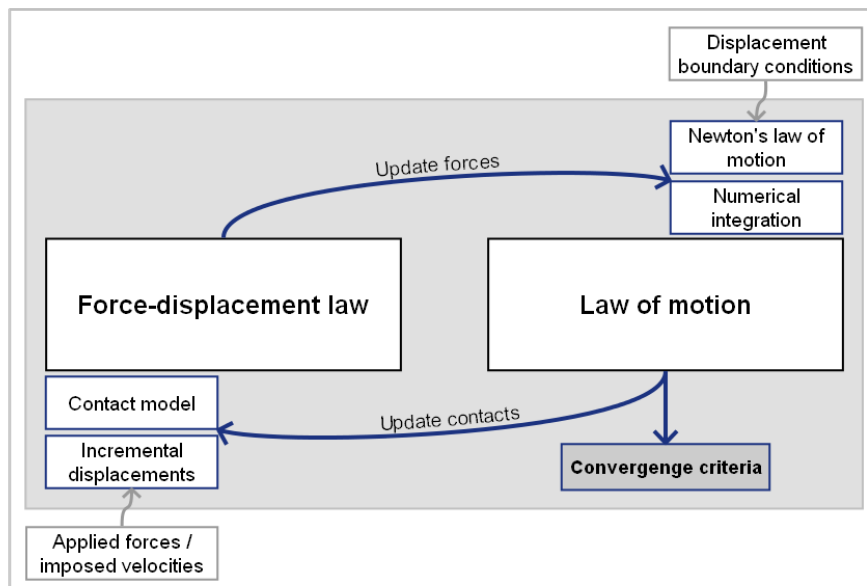 Displacement
boundary conditions
Newton's law of
motion
Update forces
Numerical
integration
Force-displacement law
Law of motion
Contact model
Update contacts
Incremental
displacements
Convergenge criteria
Applied forces /
imposed velocities